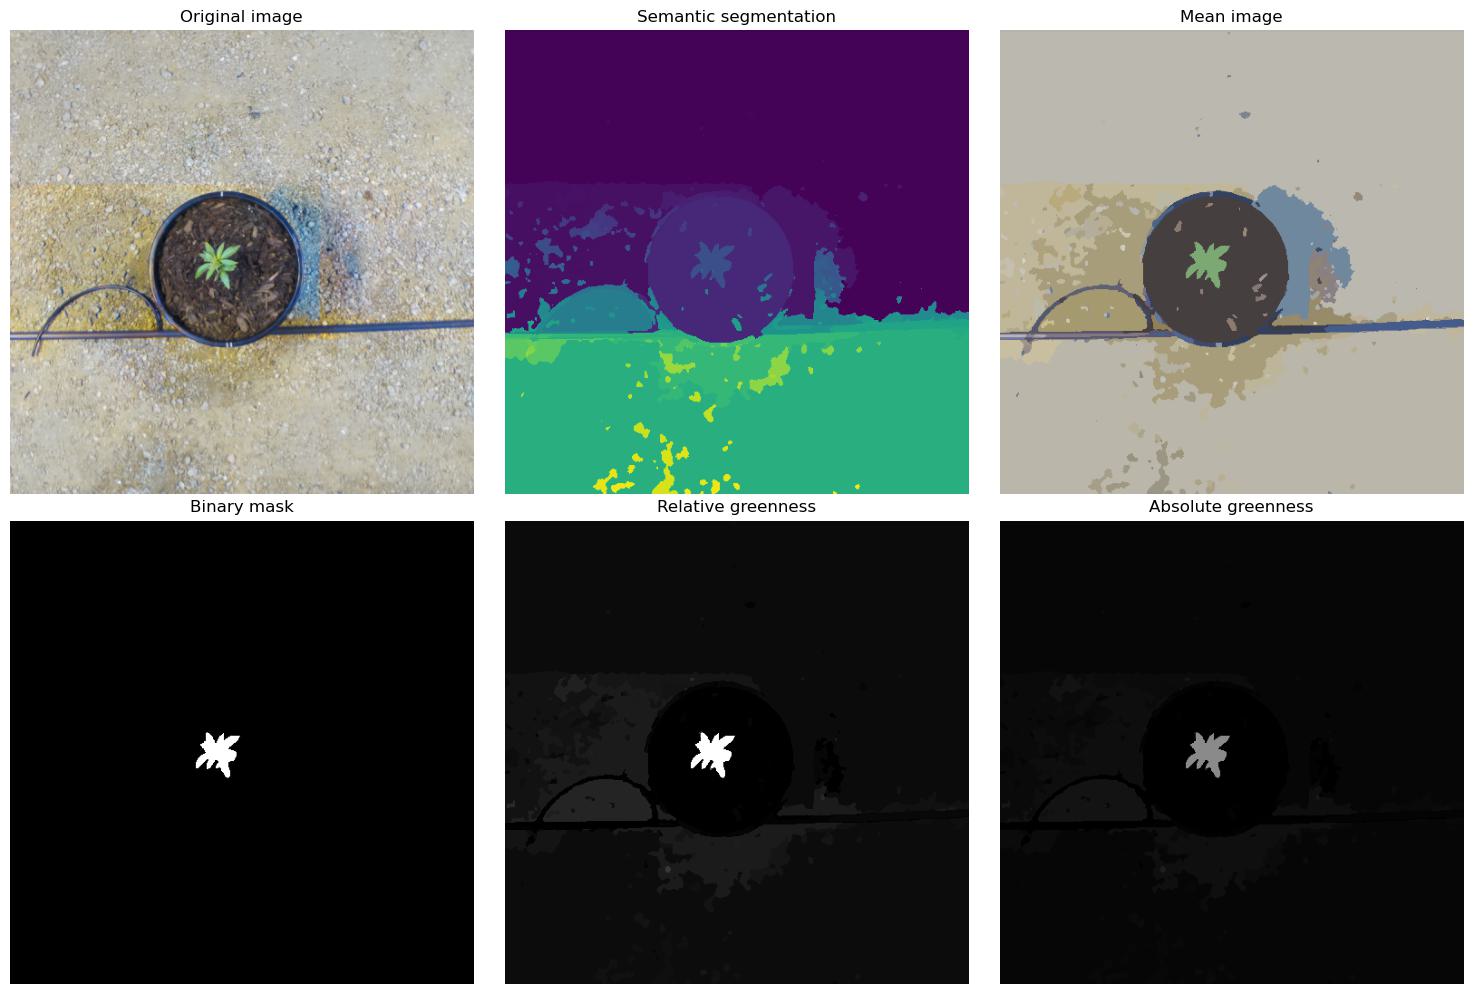 Original image
Semantic segmentation
Mean image
Binary mask
Relative greenness
Absolute greenness